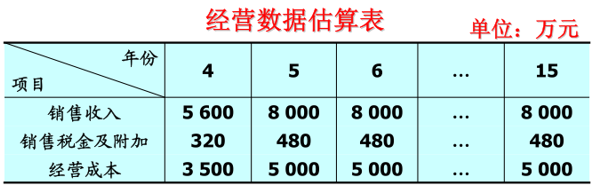 经营数据估算表
单位：万元
年份
项目 4 5 6 … 15
销售收入 5 600 8 000 8 000 … 8 000
销售税金及附加 320 480 480 … 480
经营成本 3 500 5 000 5 000 … 5 000